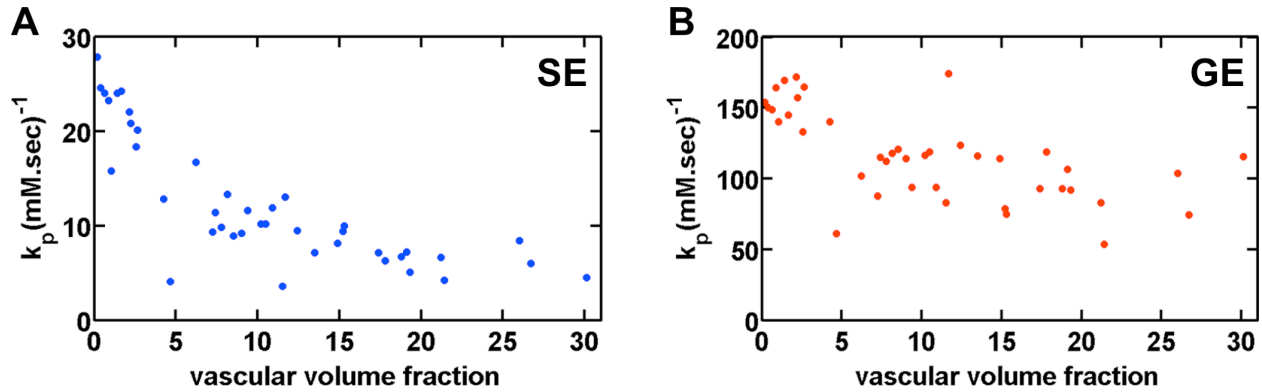 A
SE
k_p (mM.sec)^-1
30
20
10
0
0 5 10 15 20 25 30
vascular volume fraction
B
GE
k_p (mM.sec)^-1
200
150
100
50
0
0 5 10 15 20 25 30
vascular volume fraction